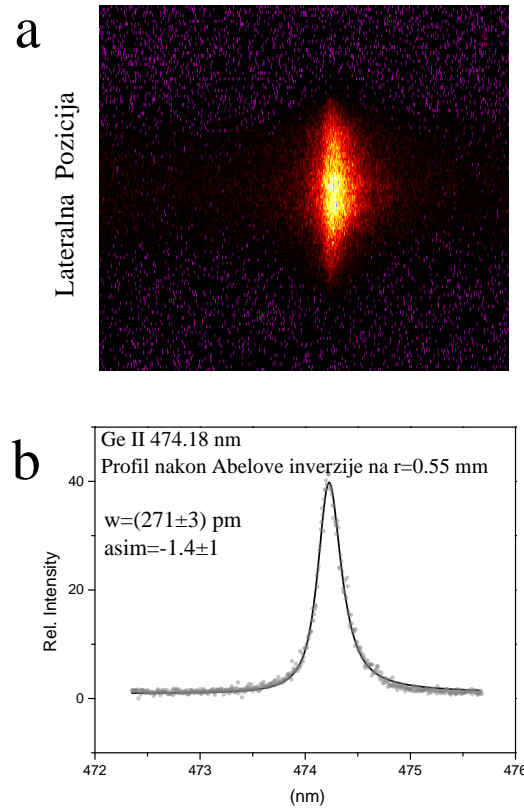 a
Lateralna Pozicija
b
Ge II 474.18 nm
Profil nakon Abelove inverzije na r=0.55 mm
w=(271±3) pm
asim=-1.4±1
Rel. Intensity
40
20
0
472 473 474 475 476
(nm)